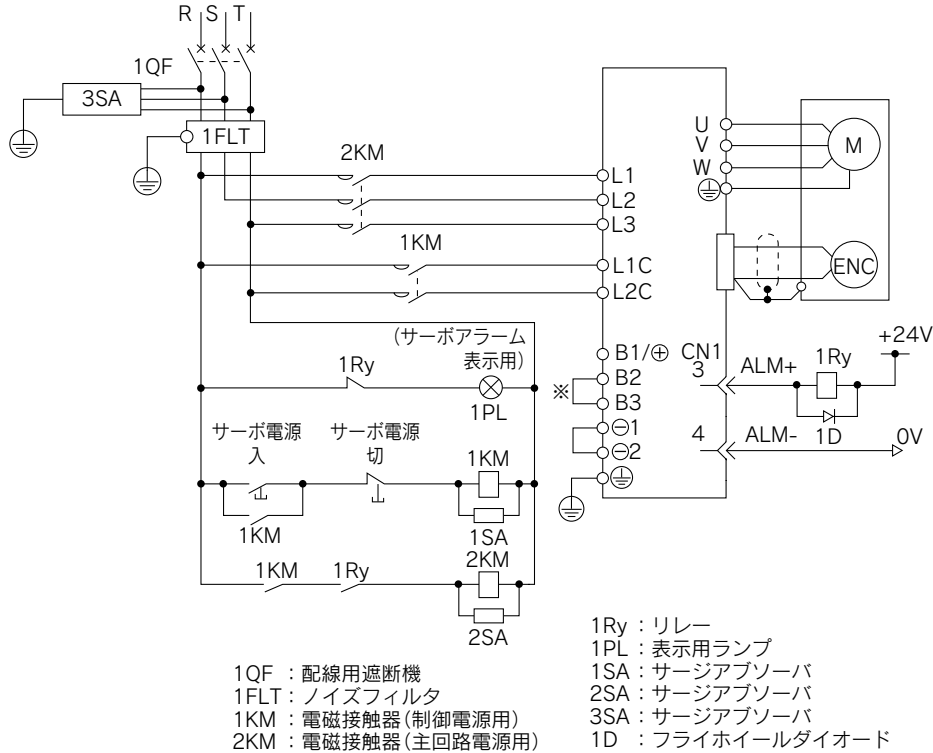 R S T
1QF
3SA
1FLT
2KM
1KM
L1
L2
L3
L1C
L2C
U
V
W
M
ENC
(サーボアラーム
表示用)
1Ry
1PL
B1/⊕
※
B2
B3
⊖1
⊖2
CN1
3
ALM+
1Ry
+24V
1D
4
ALM-
0V
サーボ電源
入
サーボ電源
切
1KM
1KM
1SA
1KM
1Ry
2KM
2SA
1QF : 配線用遮断機
1FLT : ノイズフィルタ
1KM : 電磁接触器(制御電源用)
2KM : 電磁接触器(主回路電源用)
1Ry : リレー
1PL : 表示用ランプ
1SA : サージアブソーバ
2SA : サージアブソーバ
3SA : サージアブソーバ
1D : フライホイールダイオード